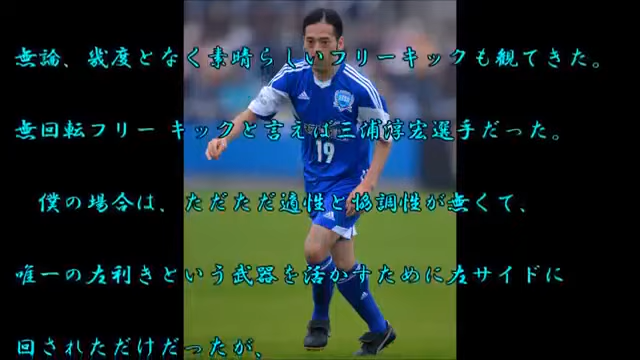 無論、幾度となく素晴らしいフリーキックも観てきた。
無回転フリーキックと言えば三浦淳宏選手だった。
僕の場合は、ただただ適性と協調性が無くて、
唯一の左利きという武器を活かすために左サイドに
回されただけだったが、
19